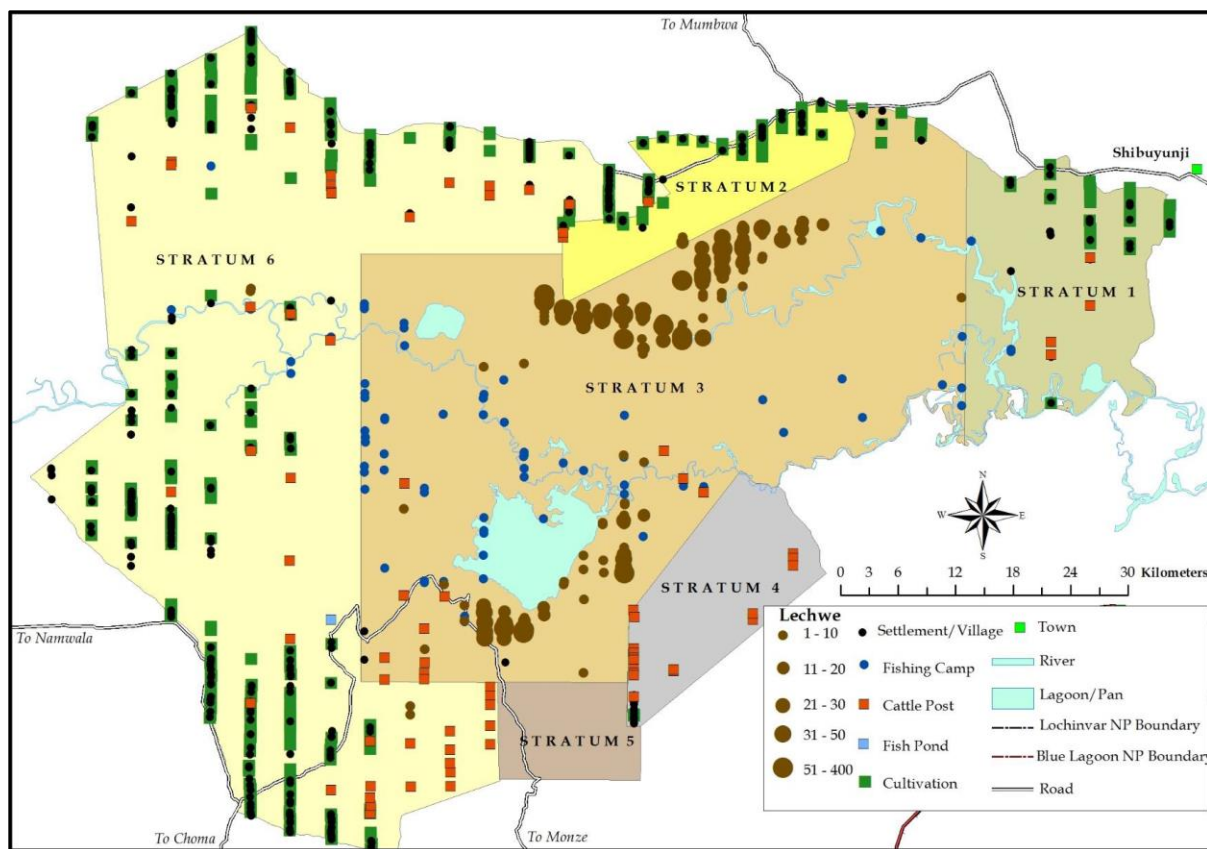 To Mumbwa
Shibuyunji
STRATUM 2
STRATUM 6
STRATUM 1
STRATUM 3
N
W E
S
STRATUM 4
0 3 6 12 18 24 30 Kilometers
To Namwala
STRATUM 5
To Choma
To Monze
Lechwe
1 - 10
11 - 20
21 - 30
31 - 50
51 - 400
Settlement/Village
Fishing Camp
Cattle Post
Fish Pond
Cultivation
Town
River
Lagoon/Pan
Lochinvar NP Boundary
Blue Lagoon NP Boundary
Road